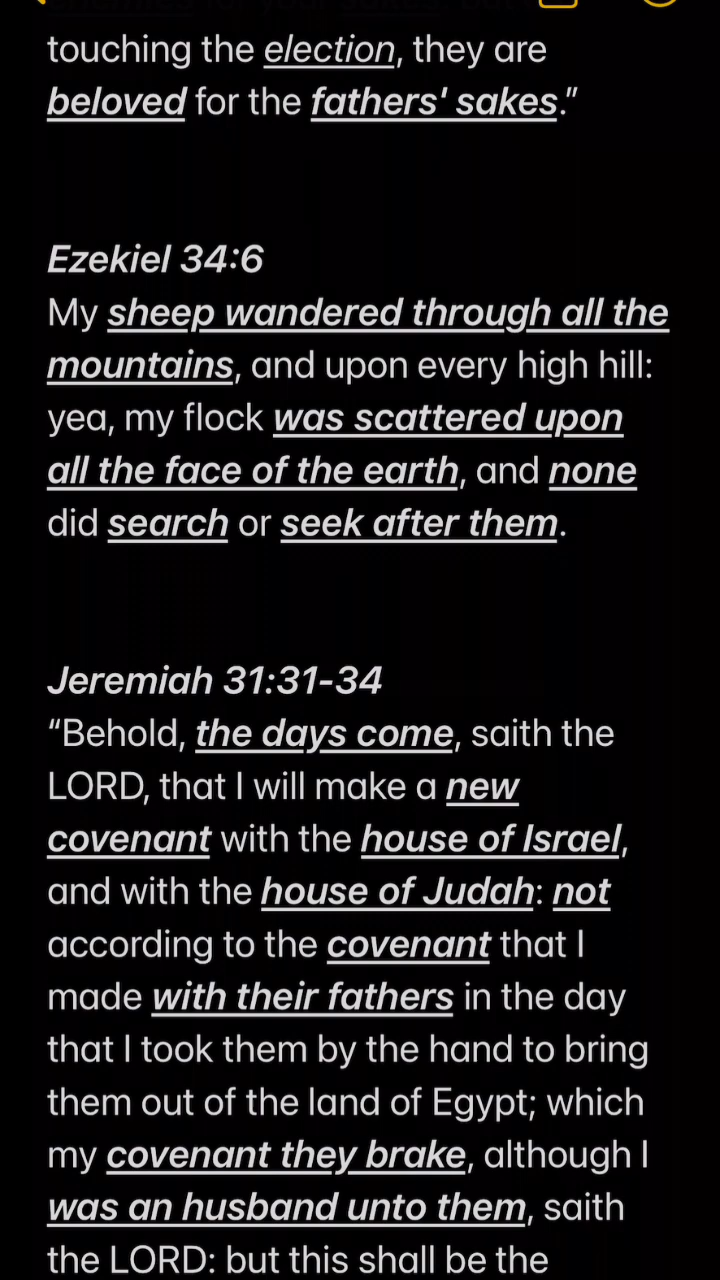 touching the election, they are
beloved for the fathers' sakes.”
Ezekiel 34:6
My sheep wandered through all the
mountains, and upon every high hill:
yea, my flock was scattered upon
all the face of the earth, and none
did search or seek after them.
Jeremiah 31:31-34
“Behold, the days come, saith the
LORD, that I will make a new
covenant with the house of Israel,
and with the house of Judah: not
according to the covenant that I
made with their fathers in the day
that I took them by the hand to bring
them out of the land of Egypt; which
my covenant they brake, although I
was an husband unto them, saith
the LORD: but this shall be the